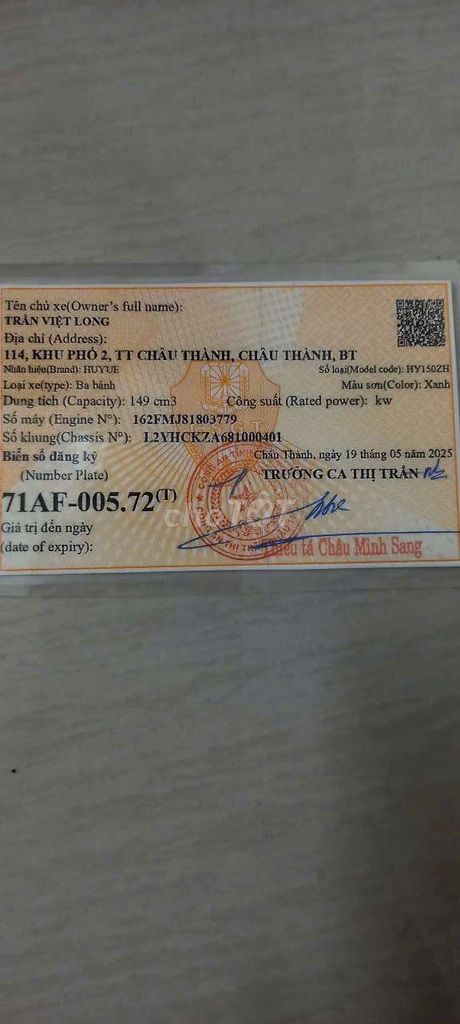 Tên chủ xe(Owner's full name):
TRẦN VIỆT LONG
Địa chỉ (Address):
114, KHU PHỐ 2, TT CHÂU THÀNH, CHÂU THÀNH, BT
Nhãn hiệu(Brand): HUYUE Số loại(Model code): HY150ZH
Loại xe(type): Ba bánh Màu sơn(Color): Xanh
Dung tích (Capacity): 149 cm3 Công suất (Rated power): kw
Số máy (Engine N°): 162FMJ81803779
Số khung(Chassis N°): L2YHCKZA681000401
Biển số đăng ký Châu Thành, ngày 19 tháng 05 năm 2025
(Number Plate) TRƯỞNG CA THỊ TRẤN
71AF-005.72(T)
Giá trị đến ngày
(date of expiry): Thiếu tá Châu Minh Sang